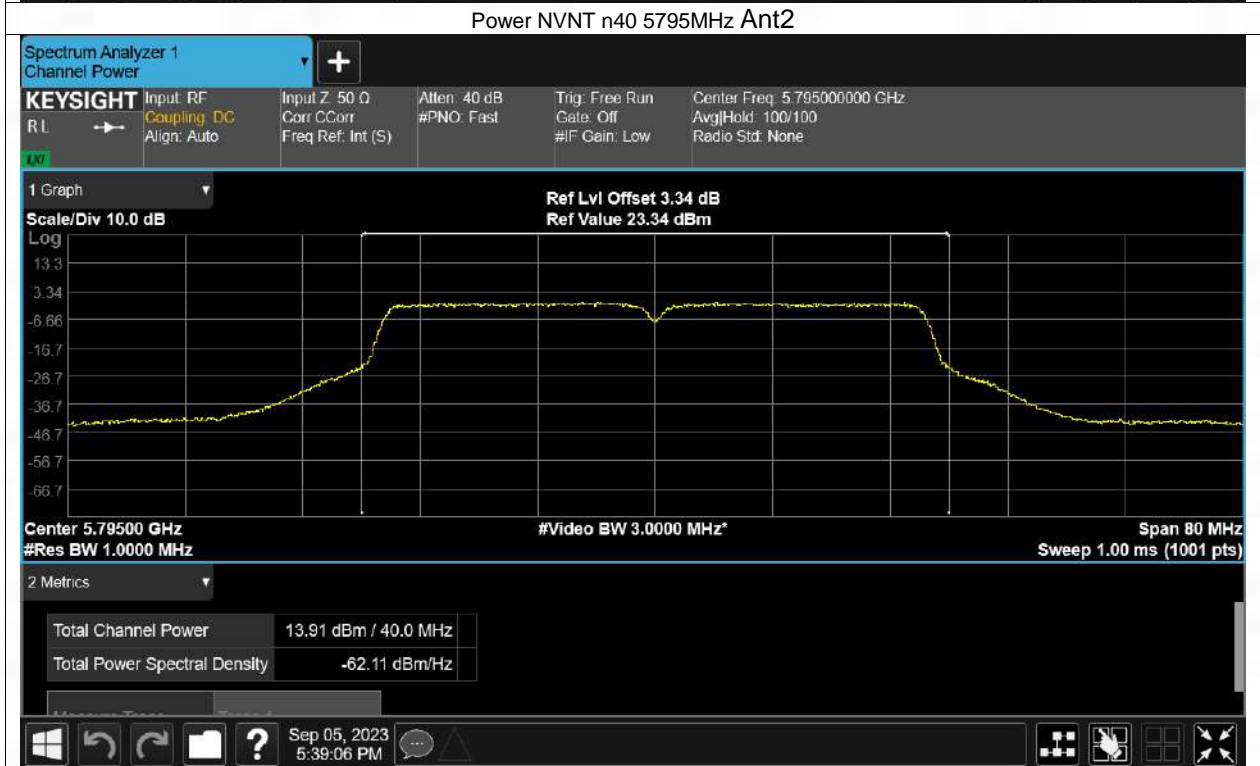 Power NVNT n40 5795MHz Ant2
Spectrum Analyzer 1
Channel Power
KEYSIGHT
RL
LXI
Input: RF
Coupling: DC
Align: Auto
Input Z: 50 Ω
Corr CCorr
Freq Ref: Int (S)
Atten: 40 dB
#PNO: Fast
Trig: Free Run
Gate: Off
#IF Gain: Low
Center Freq: 5.795000000 GHz
Avg|Hold: 100/100
Radio Std: None
1 Graph
Scale/Div 10.0 dB
Ref Lvl Offset 3.34 dB
Ref Value 23.34 dBm
Log
13.3
3.34
-6.66
-16.7
-26.7
-36.7
-46.7
-56.7
-66.7
Center 5.79500 GHz
#Video BW 3.0000 MHz*
Span 80 MHz
#Res BW 1.0000 MHz
Sweep 1.00 ms (1001 pts)
2 Metrics
Total Channel Power 13.91 dBm / 40.0 MHz
Total Power Spectral Density -62.11 dBm/Hz
?
Sep 05, 2023
5:39:06 PM